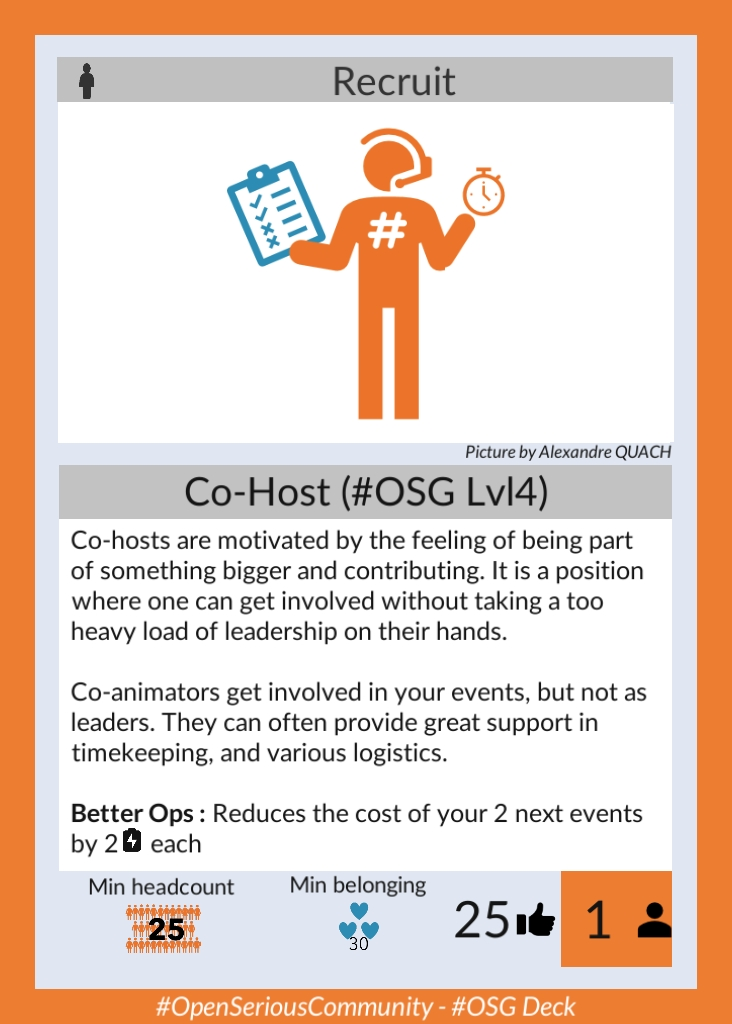 Recruit
#
Picture by Alexandre QUACH
Co-Host (#OSG Lvl4)
Co-hosts are motivated by the feeling of being part
of something bigger and contributing. It is a position
where one can get involved without taking a too
heavy load of leadership on their hands.
Co-animators get involved in your events, but not as
leaders. They can often provide great support in
timekeeping, and various logistics.
Better Ops : Reduces the cost of your 2 next events
by 2 each
Min headcount
25
Min belonging
30
25
1
#OpenSeriousCommunity - #OSG Deck